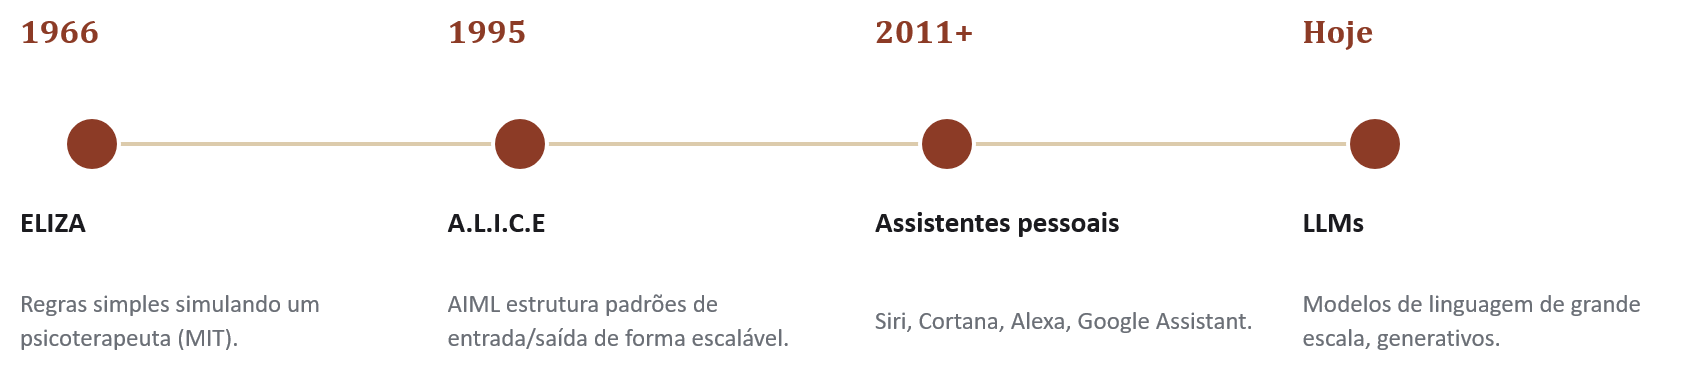 1966
1995
2011+
Hoje
ELIZA
A.L.I.C.E
Assistentes pessoais
LLMs
Regras simples simulando um
psicoterapeuta (MIT).
AIML estrutura padrões de
entrada/saída de forma escalável.
Siri, Cortana, Alexa, Google Assistant.
Modelos de linguagem de grande
escala, generativos.